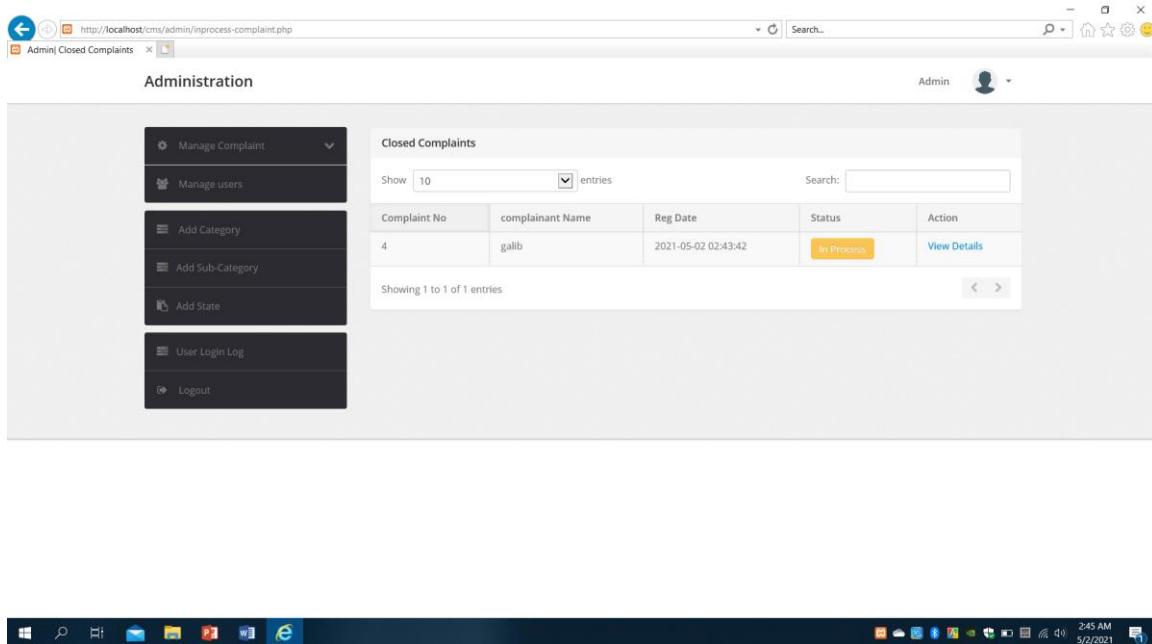 http://localhost/cms/admin/inprocess-complaint.php
Search...
Admin| Closed Complaints
Administration
Admin
Manage Complaint
Manage users
Add Category
Add Sub-Category
Add State
User Login Log
Logout
Closed Complaints
Show 10 entries
Search:
Complaint No complainant Name Reg Date Status Action
4 galib 2021-05-02 02:43:42 In Process View Details
Showing 1 to 1 of 1 entries
2:45 AM
5/2/2021